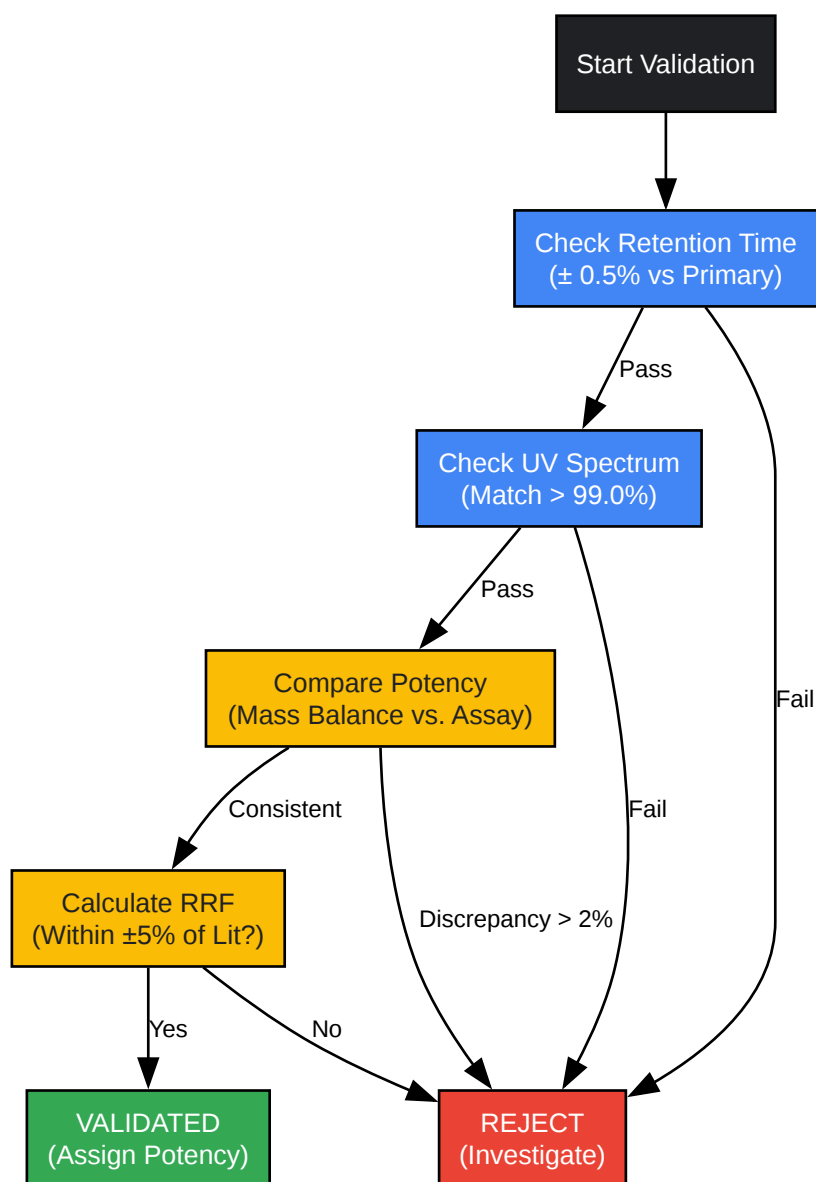 Start Validation
Check Retention Time
(± 0.5% vs Primary)
Pass
Check UV Spectrum
(Match > 99.0%)
Pass
Fail
Compare Potency
(Mass Balance vs. Assay)
Consistent
Fail
Calculate RRF
(Within ±5% of Lit?)
Discrepancy > 2%
Yes
No
VALIDATED
(Assign Potency)
REJECT
(Investigate)